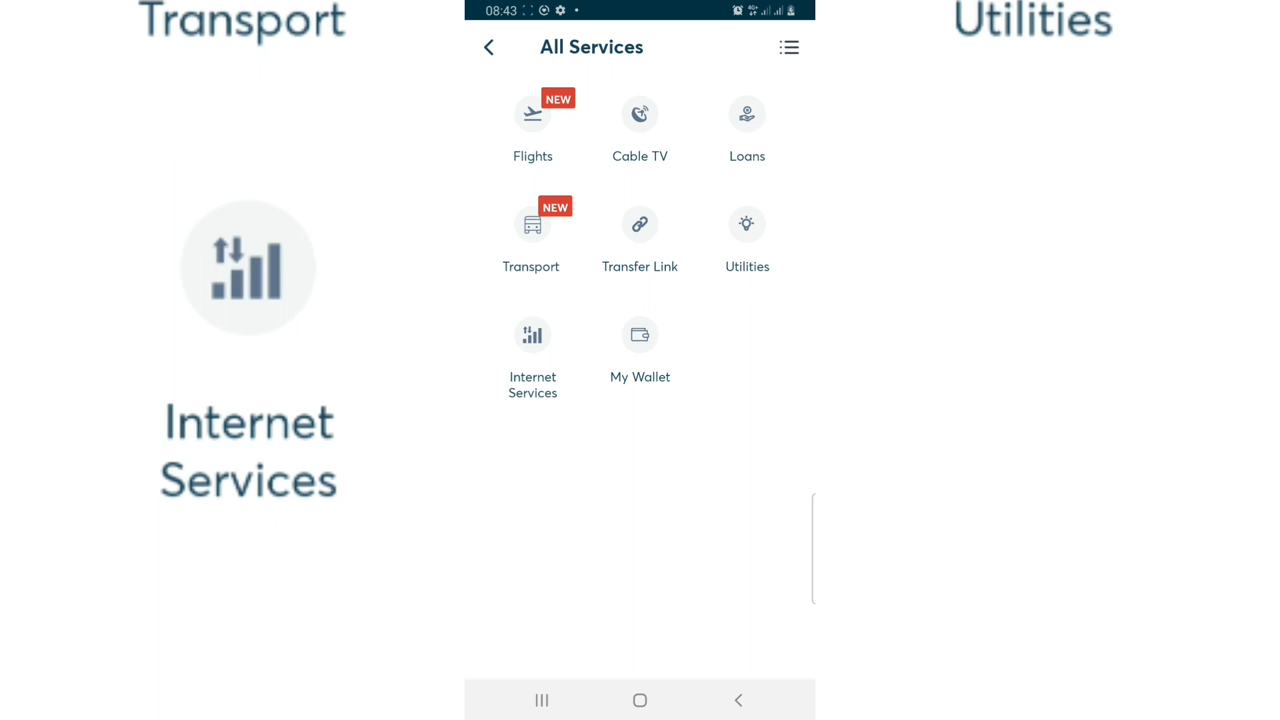 Transport
Utilities
Internet
Services
08:43
4G+
All Services
NEW
Flights
Cable TV
Loans
NEW
Transport
Transfer Link
Utilities
Internet
Services
My Wallet